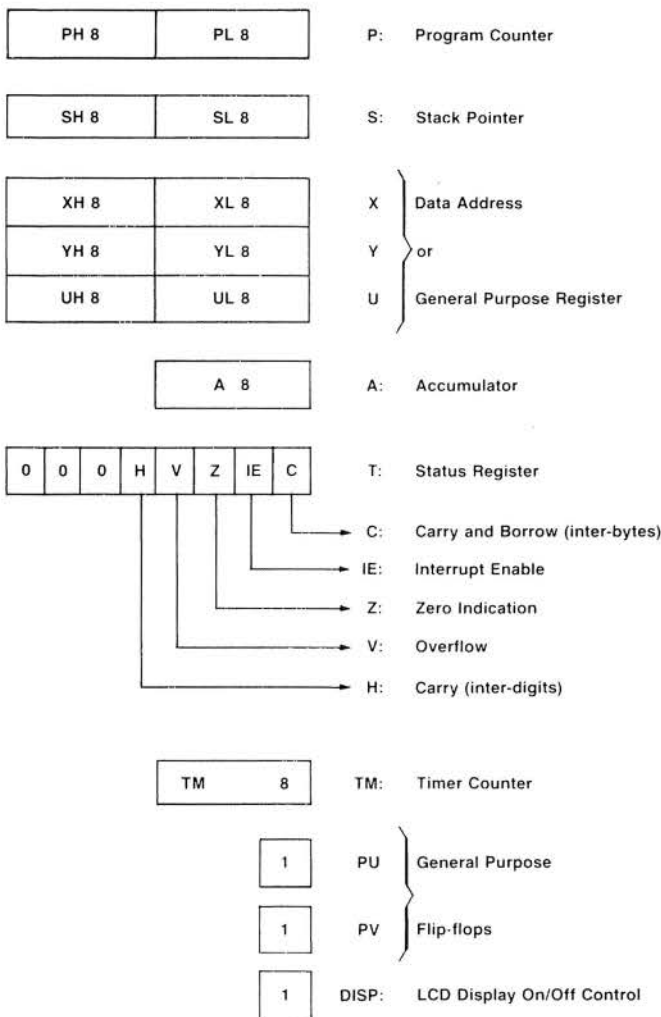 PH 8 PL 8 P: Program Counter
SH 8 SL 8 S: Stack Pointer
XH 8 XL 8 X Data Address
YH 8 YL 8 Y or
UH 8 UL 8 U General Purpose Register
A 8 A: Accumulator
0 0 0 H V Z IE C T: Status Register
C: Carry and Borrow (inter-bytes)
IE: Interrupt Enable
Z: Zero Indication
V: Overflow
H: Carry (inter-digits)
TM 8 TM: Timer Counter
1 PU General Purpose
1 PV Flip-flops
1 DISP: LCD Display On/Off Control